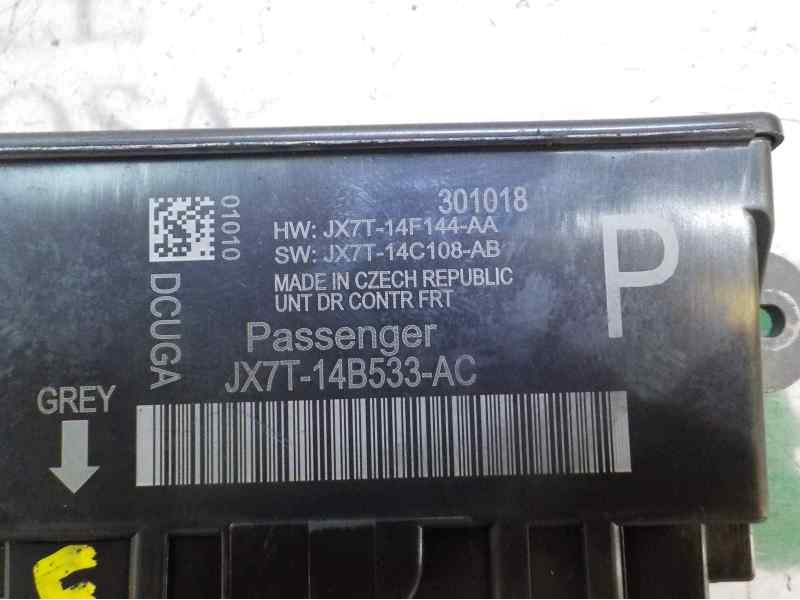 301018
01010
HW: JX7T-14F144-AA
SW: JX7T-14C108-AB
MADE IN CZECH REPUBLIC
UNT DR CONTR FRT
P
DCUGA
Passenger
JX7T-14B533-AC
GREY